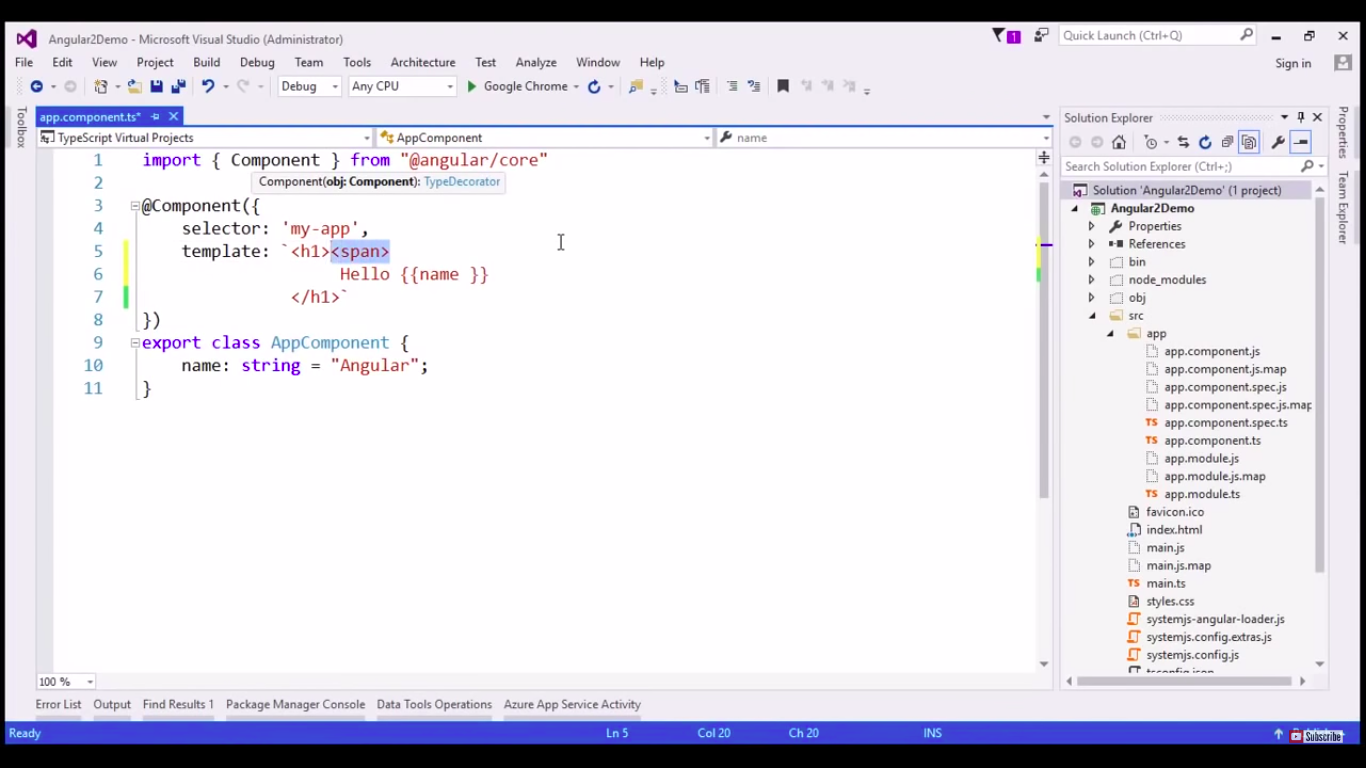 Angular2Demo - Microsoft Visual Studio (Administrator)
1
Quick Launch (Ctrl+Q)
File Edit View Project Build Debug Team Tools Architecture Test Analyze Window Help
Sign in
Debug Any CPU Google Chrome
Toolbox
app.component.ts*
TypeScript Virtual Projects AppComponent name
1 import { Component } from "@angular/core"
2 Component(obj: Component): TypeDecorator
3 @Component({
4 selector: 'my-app',
5 template: `<h1><span>
6 Hello {{name }}
7 </h1>`
8 })
9 export class AppComponent {
10 name: string = "Angular";
11 }
100 %
Solution Explorer
Search Solution Explorer (Ctrl+;)
Solution 'Angular2Demo' (1 project)
Angular2Demo
Properties
References
bin
node_modules
obj
src
app
app.component.js
app.component.js.map
app.component.spec.js
app.component.spec.js.map
app.component.spec.ts
app.component.ts
app.module.js
app.module.js.map
app.module.ts
favicon.ico
index.html
main.js
main.js.map
main.ts
styles.css
systemjs-angular-loader.js
systemjs.config.extras.js
systemjs.config.js
tsconfig.json
Properties
Team Explorer
Error List Output Find Results 1 Package Manager Console Data Tools Operations Azure App Service Activity
Ready Ln 5 Col 20 Ch 20 INS
Subscribe